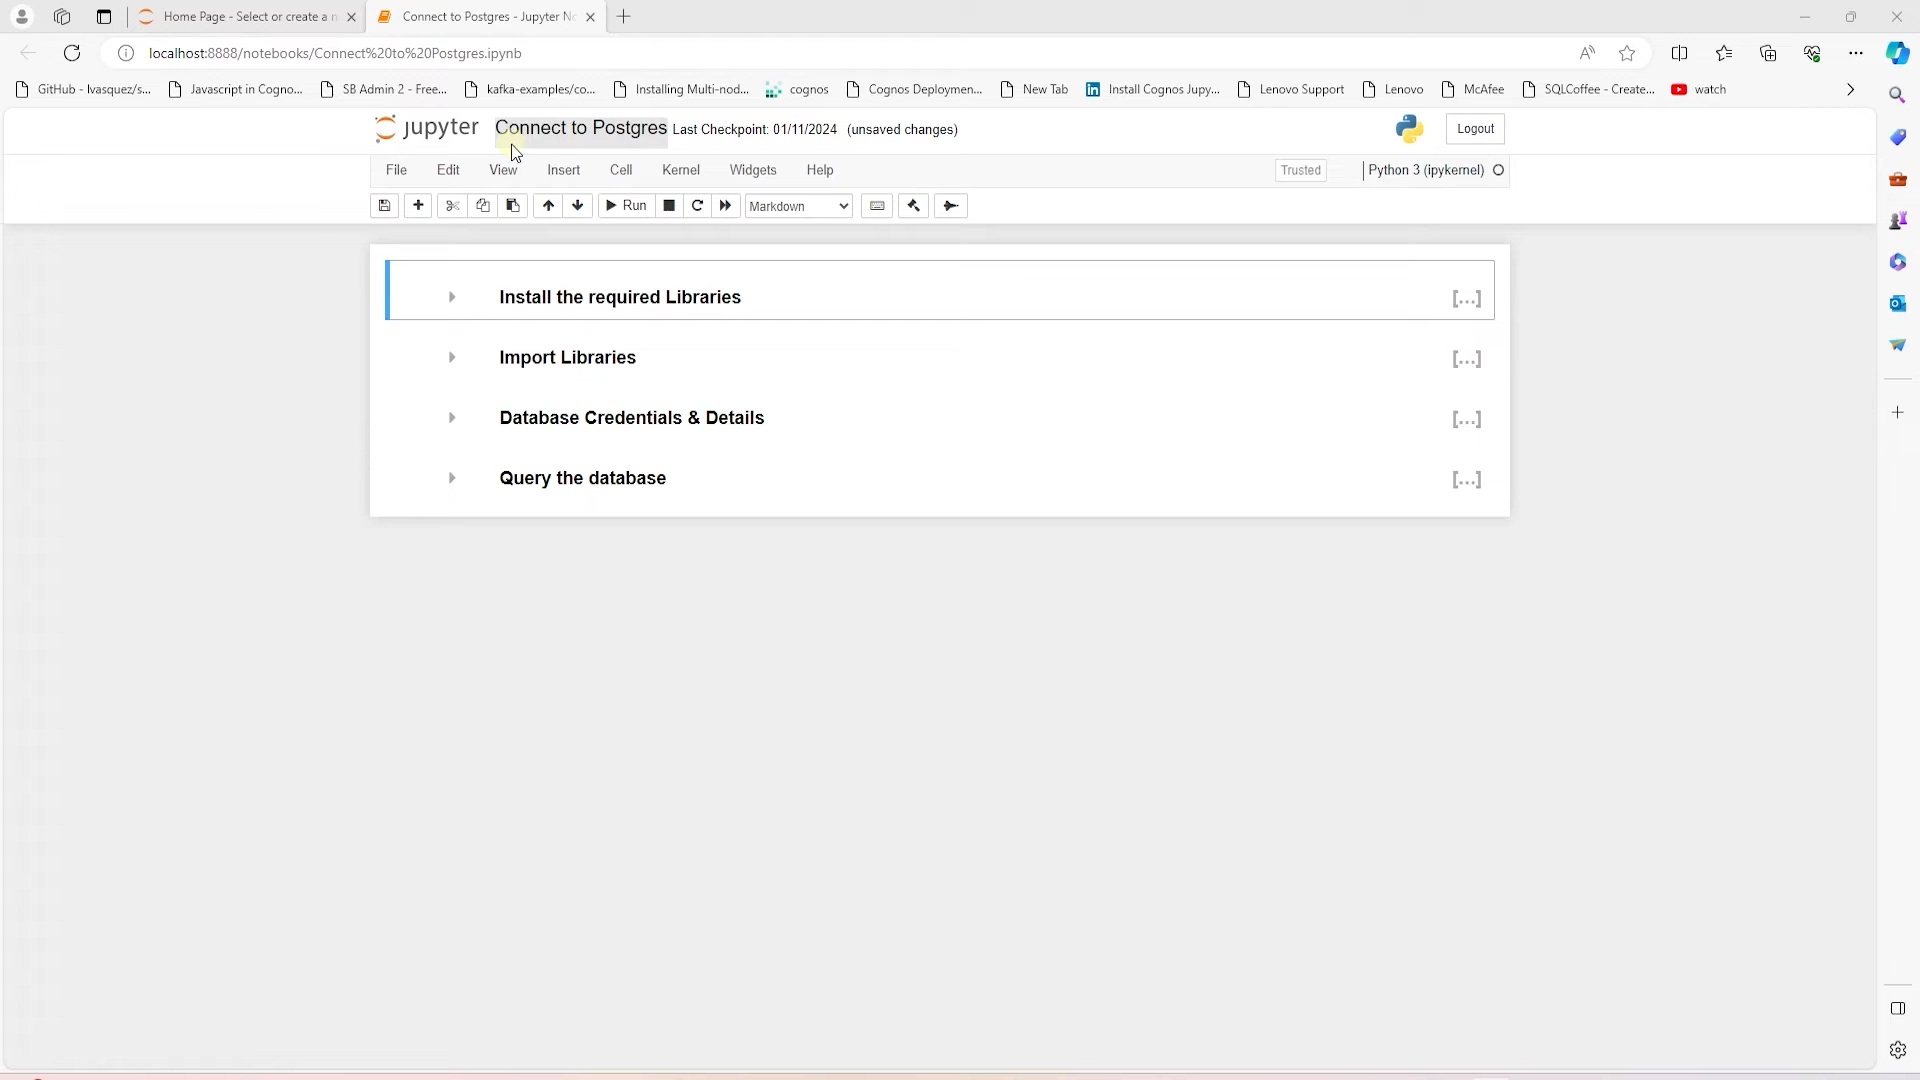 Home Page - Select or create a n
Connect to Postgres - Jupyter No
localhost:8888/notebooks/Connect%20to%20Postgres.ipynb
GitHub - lvasquez/s... Javascript in Cogno... SB Admin 2 - Free... kafka-examples/co... Installing Multi-nod... cognos Cognos Deploymen... New Tab Install Cognos Jupy... Lenovo Support Lenovo McAfee SQLCoffee - Create... watch
jupyter Connect to Postgres Last Checkpoint: 01/11/2024 (unsaved changes) Logout
File Edit View Insert Cell Kernel Widgets Help Trusted Python 3 (ipykernel)
Run Markdown
Install the required Libraries [...]
Import Libraries [...]
Database Credentials & Details [...]
Query the database [...]